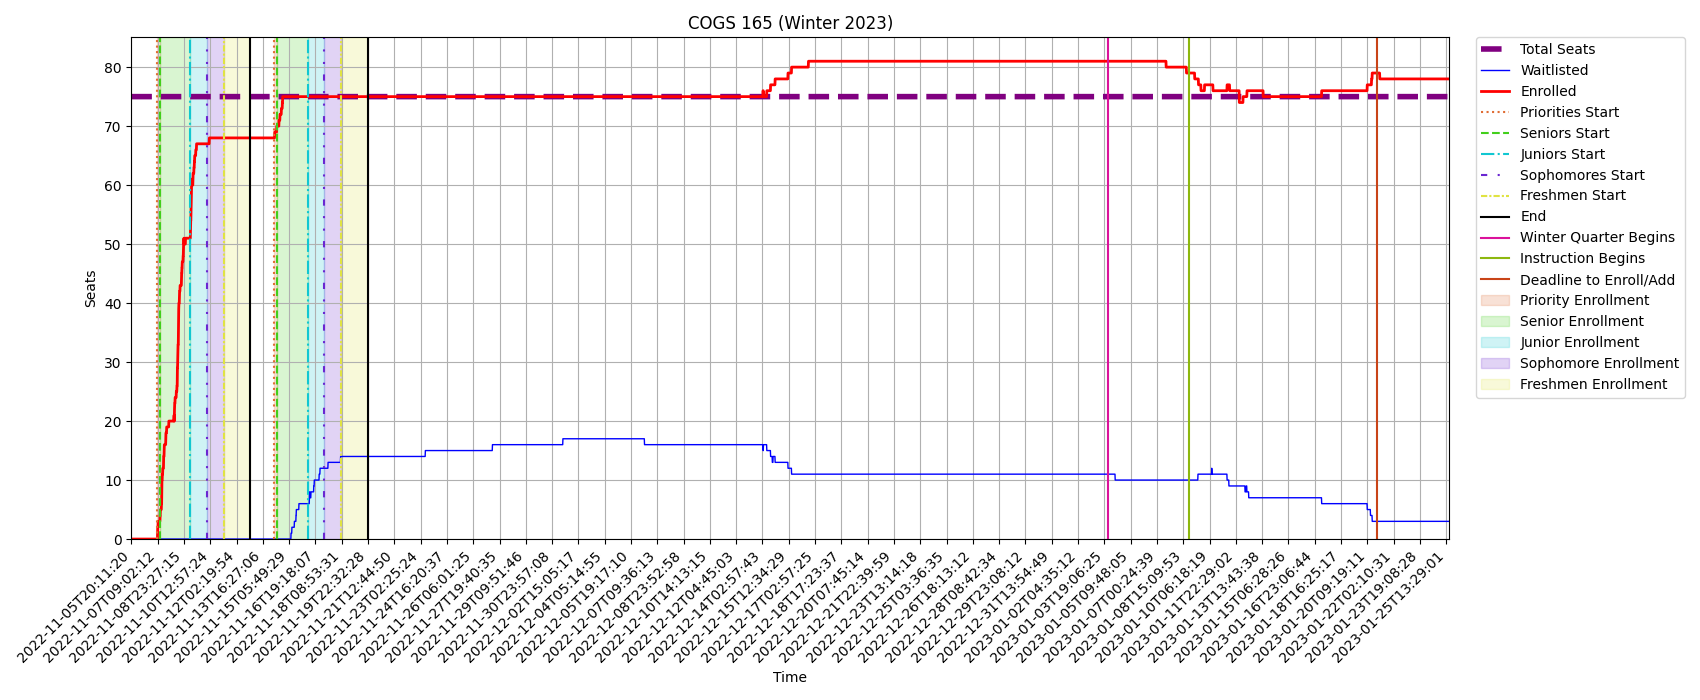 COGS 165 (Winter 2023)
Seats
80
70
60
50
40
30
20
10
0
2022-11-05T20:11:20
2022-11-07T09:02:12
2022-11-08T23:27:15
2022-11-10T12:57:24
2022-11-12T02:19:54
2022-11-13T16:27:06
2022-11-15T05:49:29
2022-11-16T19:18:07
2022-11-18T08:53:31
2022-11-19T22:32:28
2022-11-21T12:44:50
2022-11-23T02:25:24
2022-11-24T16:20:37
2022-11-26T06:01:25
2022-11-27T19:40:35
2022-11-29T09:51:46
2022-11-30T23:57:08
2022-12-02T15:05:17
2022-12-04T05:14:55
2022-12-05T19:17:10
2022-12-07T09:36:13
2022-12-08T23:52:58
2022-12-10T14:13:15
2022-12-12T04:45:03
2022-12-14T02:57:43
2022-12-15T12:34:29
2022-12-17T02:57:25
2022-12-18T17:23:37
2022-12-20T07:45:14
2022-12-21T22:39:59
2022-12-23T13:14:18
2022-12-25T03:36:35
2022-12-26T18:13:12
2022-12-28T08:42:34
2022-12-29T23:08:12
2022-12-31T13:54:49
2023-01-02T04:35:12
2023-01-03T19:06:25
2023-01-05T09:48:05
2023-01-07T00:24:39
2023-01-08T15:09:53
2023-01-10T06:18:19
2023-01-11T22:29:02
2023-01-13T13:43:38
2023-01-15T06:28:26
2023-01-16T23:06:44
2023-01-18T16:25:17
2023-01-20T09:19:11
2023-01-22T02:10:31
2023-01-23T19:08:28
2023-01-25T13:29:01
Time
Total Seats
Waitlisted
Enrolled
Priorities Start
Seniors Start
Juniors Start
Sophomores Start
Freshmen Start
End
Winter Quarter Begins
Instruction Begins
Deadline to Enroll/Add
Priority Enrollment
Senior Enrollment
Junior Enrollment
Sophomore Enrollment
Freshmen Enrollment